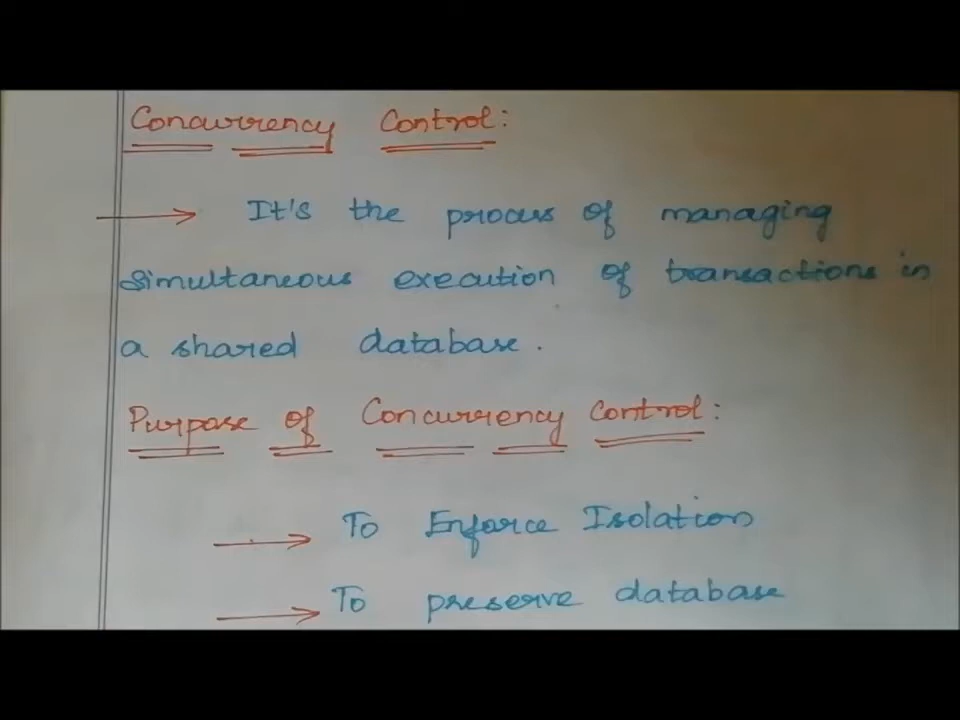 Concurrency Control:
It's the process of managing
simultaneous execution of transactions in
a shared database.
Purpose of Concurrency Control:
To Enforce Isolation
To preserve database